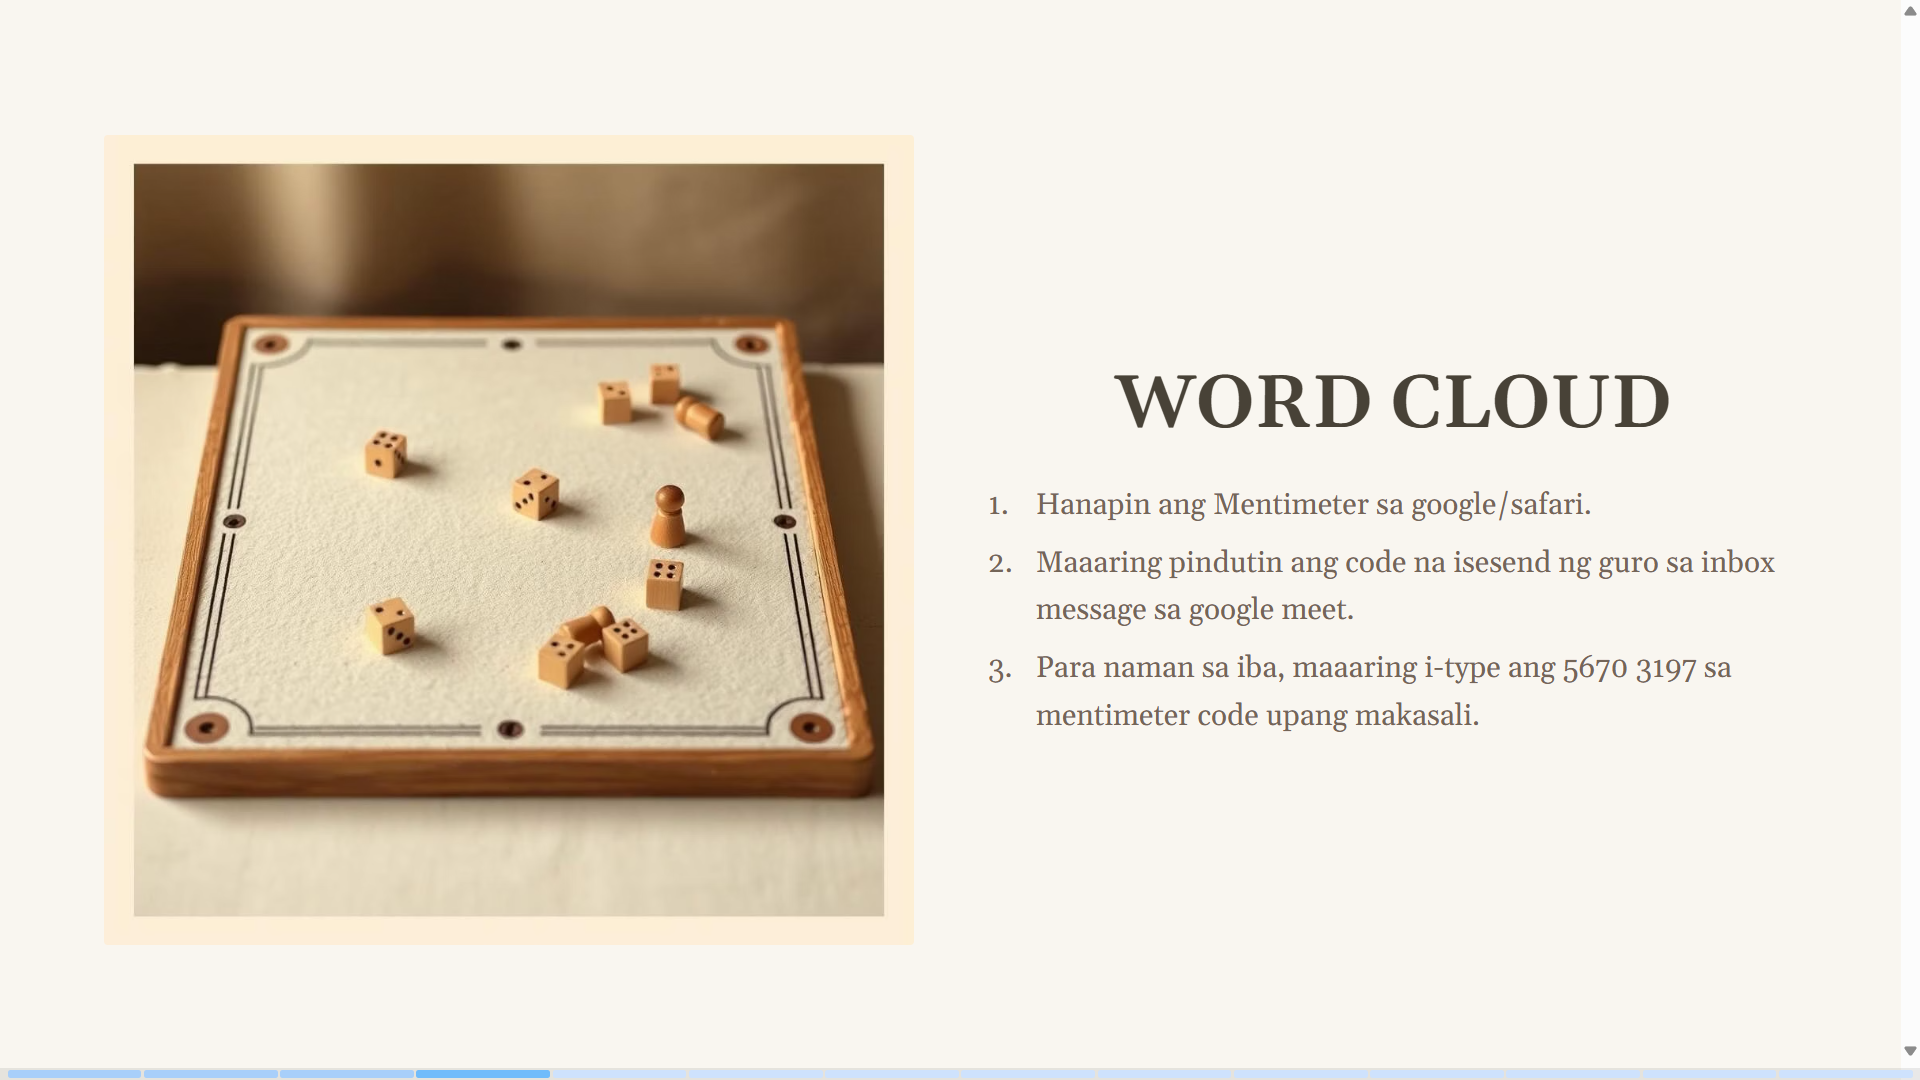 WORD CLOUD
1. Hanapin ang Mentimeter sa google/safari.
2. Maaaring pindutin ang code na isesend ng guro sa inbox
message sa google meet.
3. Para naman sa iba, maaaring i-type ang 5670 3197 sa
mentimeter code upang makasali.